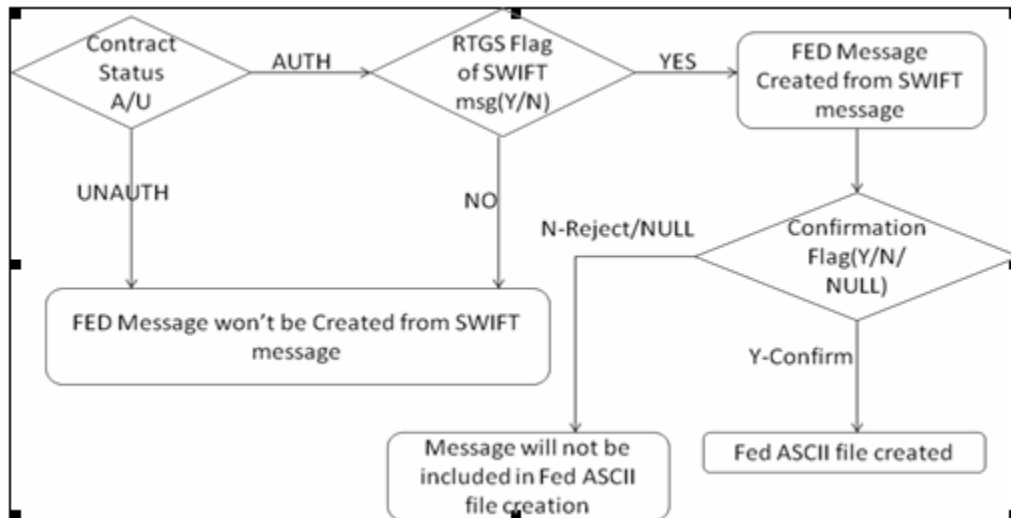 Contract
Status
A/U
AUTH
RTGS Flag
of SWIFT
msg(Y/N)
YES
FED Message
Created from SWIFT
message
UNAUTH
NO
N-Reject/NULL
Confirmation
Flag(Y/N/
NULL)
FED Message won't be Created from SWIFT
message
Y-Confirm
Message will not be
included in Fed ASCII
file creation
Fed ASCII file created